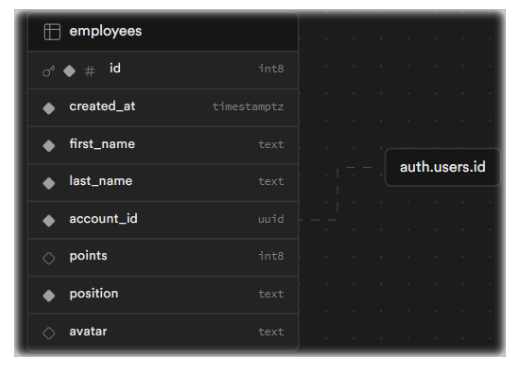 employees
# id int8
created_at timestamptz
first_name text
last_name text
auth.users.id
account_id uuid
points int8
position text
avatar text